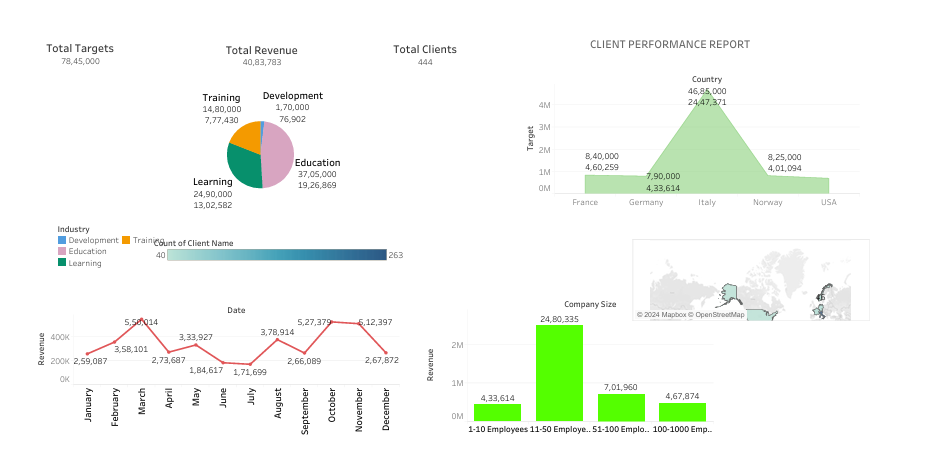 Total Targets
78,45,000
Total Revenue
40,83,783
Total Clients
444
CLIENT PERFORMANCE REPORT
Training
14,80,000
7,77,430
Development
1,70,000
76,902
Education
37,05,000
19,26,869
Learning
24,90,000
13,02,582
Industry
Development
Training
Education
Learning
Count of Client Name
40
263
Country
46,85,000
24,47,371
8,40,000
4,60,259
7,90,000
4,33,614
8,25,000
4,01,094
Target
4M
3M
2M
1M
0M
France
Germany
Italy
Norway
USA
© 2024 Mapbox © OpenStreetMap
Date
Revenue
400K
200K
0K
2,59,087
3,58,101
5,56,014
2,73,687
3,33,927
1,84,617
1,71,699
3,78,914
2,66,089
5,27,379
5,12,397
2,67,872
January
February
March
April
May
June
July
August
September
October
November
December
Company Size
Revenue
2M
1M
0M
4,33,614
24,80,335
7,01,960
4,67,874
1-10 Employees
11-50 Employe..
51-100 Emplo..
100-1000 Emp..